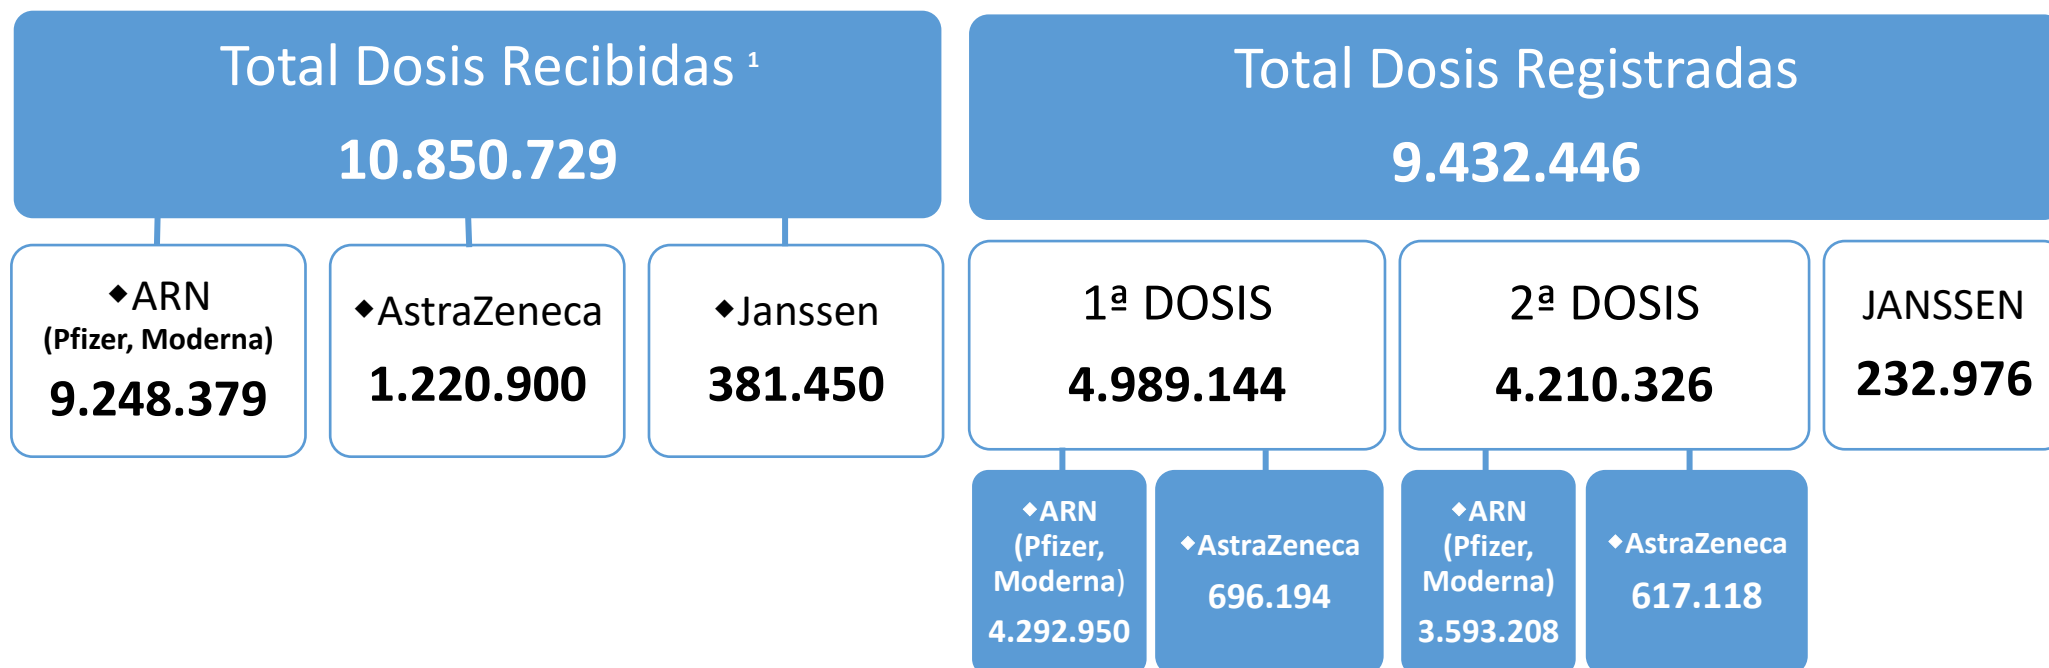 Total Dosis Recibidas 1
10.850.729
◆ARN
(Pfizer, Moderna)
9.248.379
◆AstraZeneca
1.220.900
◆Janssen
381.450
Total Dosis Registradas
9.432.446
1ª DOSIS
4.989.144
◆ARN
(Pfizer,
Moderna)
4.292.950
◆AstraZeneca
696.194
2ª DOSIS
4.210.326
◆ARN
(Pfizer,
Moderna)
3.593.208
◆AstraZeneca
617.118
JANSSEN
232.976